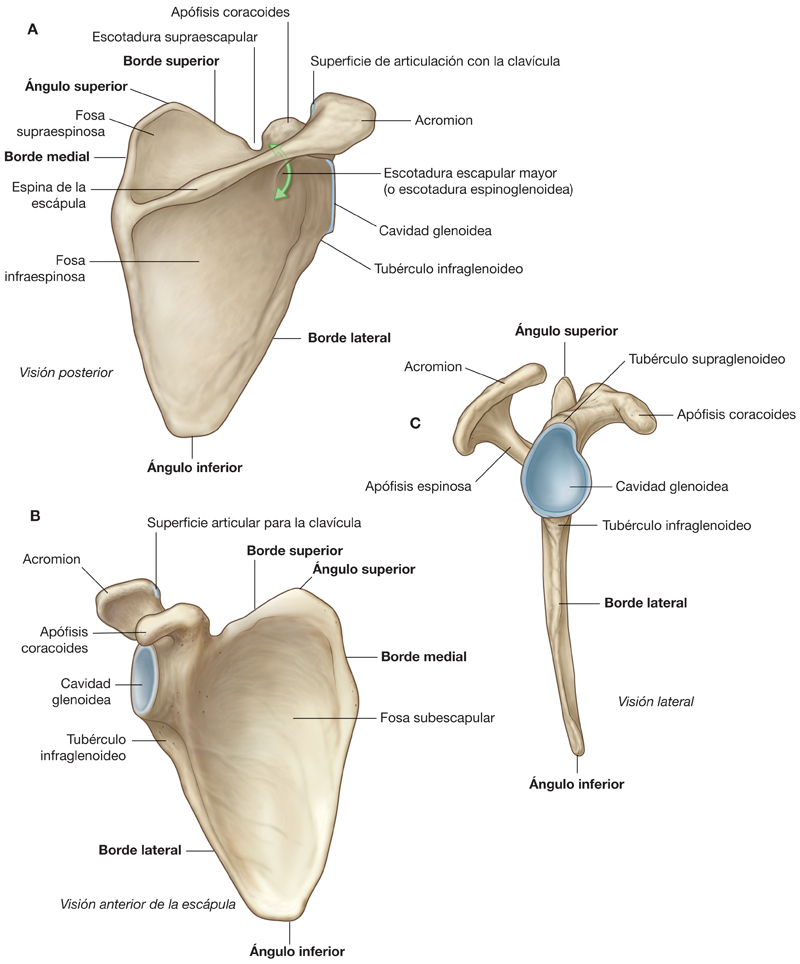 A
Apófisis coracoides
Escotadura supraescapular
Borde superior
Superficie de articulación con la clavícula
Ángulo superior
Fosa
supraespinosa
Acromion
Borde medial
Escotadura escapular mayor
(o escotadura espinoglenoidea)
Espina de la
escápula
Cavidad glenoidea
Fosa
infraespinosa
Tubérculo infraglenoideo
Borde lateral
Visión posterior
Ángulo inferior
C
Ángulo superior
Tubérculo supraglenoideo
Acromion
Apófisis coracoides
Apófisis espinosa
Cavidad glenoidea
Tubérculo infraglenoideo
Borde lateral
Visión lateral
Ángulo inferior
B
Superficie articular para la clavícula
Borde superior
Acromion
Ángulo superior
Apófisis
coracoides
Borde medial
Cavidad
glenoidea
Fosa subescapular
Tubérculo
infraglenoideo
Borde lateral
Visión anterior de la escápula
Ángulo inferior